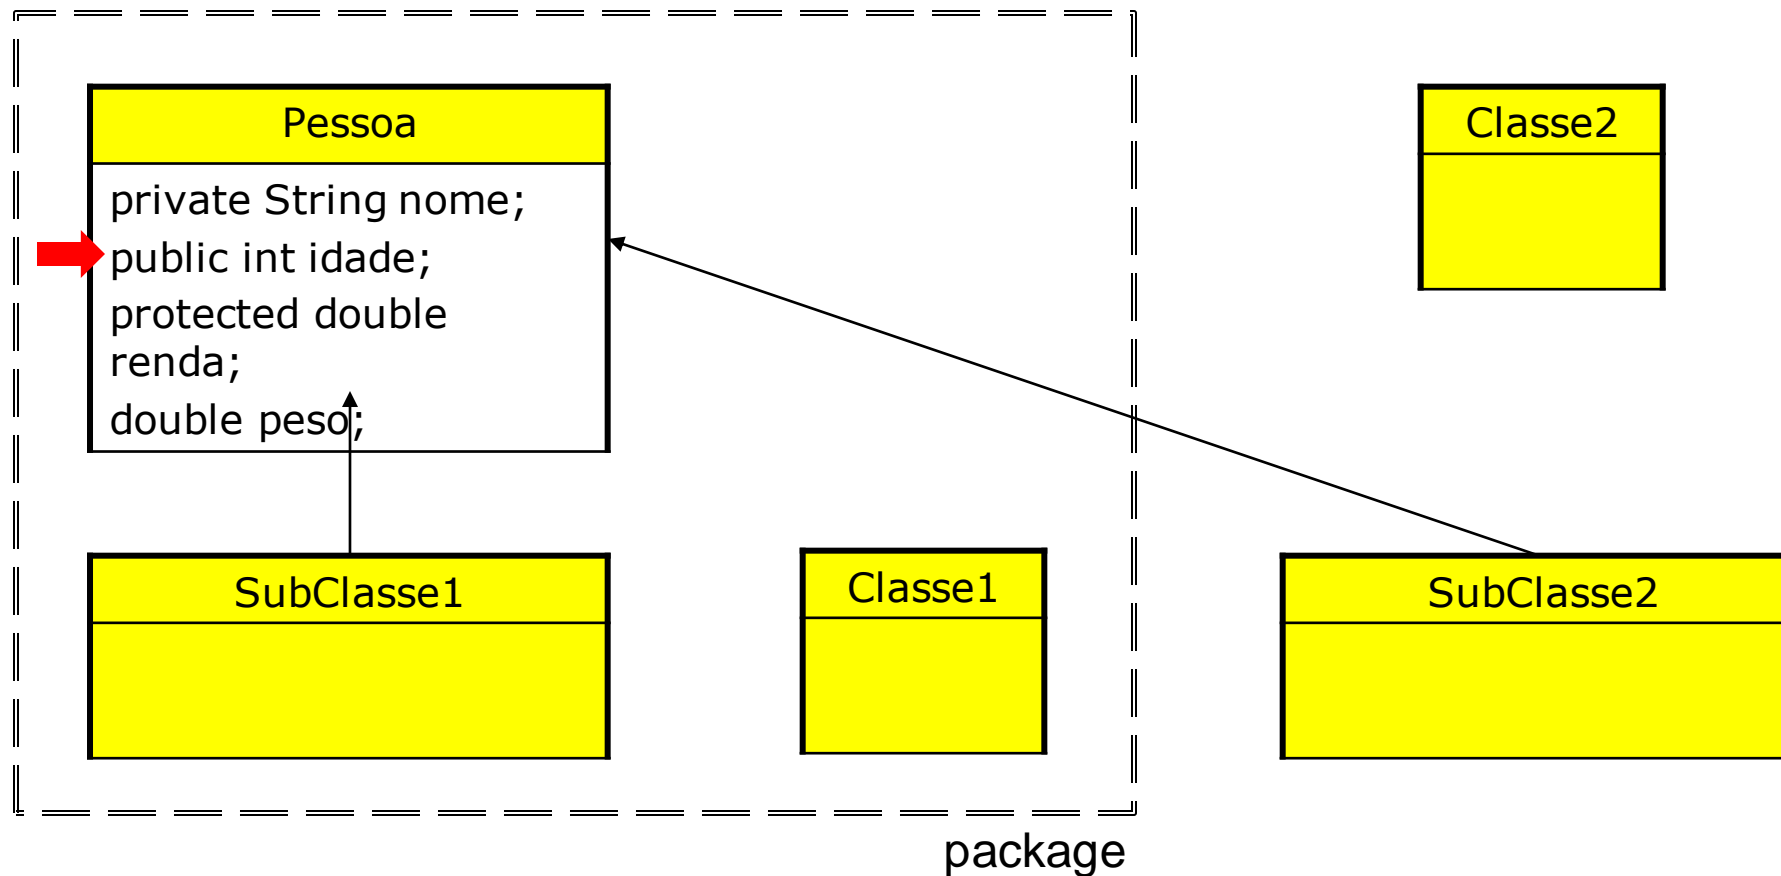 Pessoa
private String nome;
public int idade;
protected double
renda;
double peso;
Classe2
SubClasse1
Classe1
SubClasse2
package